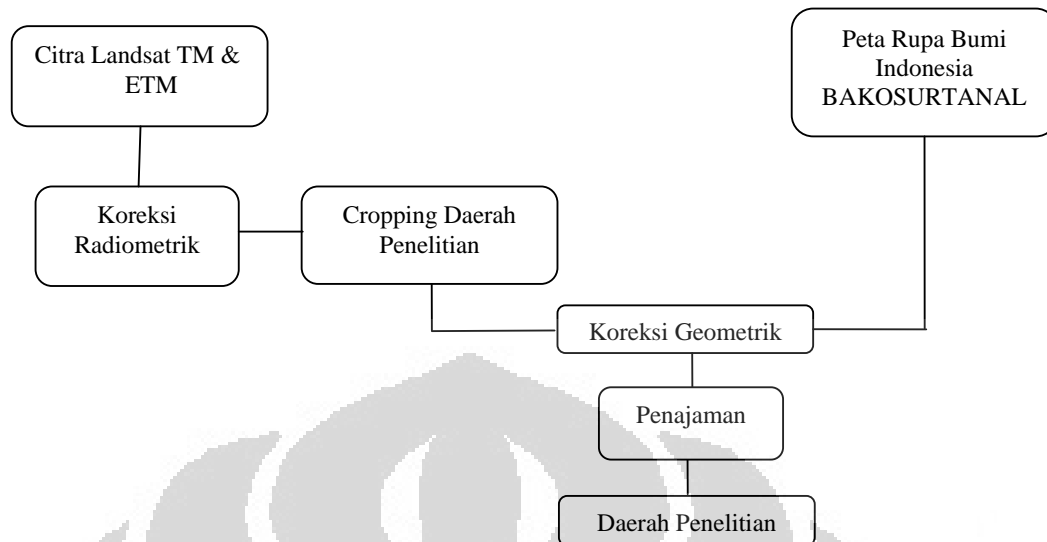 Citra Landsat TM &
ETM
Peta Rupa Bumi
Indonesia
BAKOSURTANAL
Koreksi
Radiometrik
Cropping Daerah
Penelitian
Koreksi Geometrik
Penajaman
Daerah Penelitian